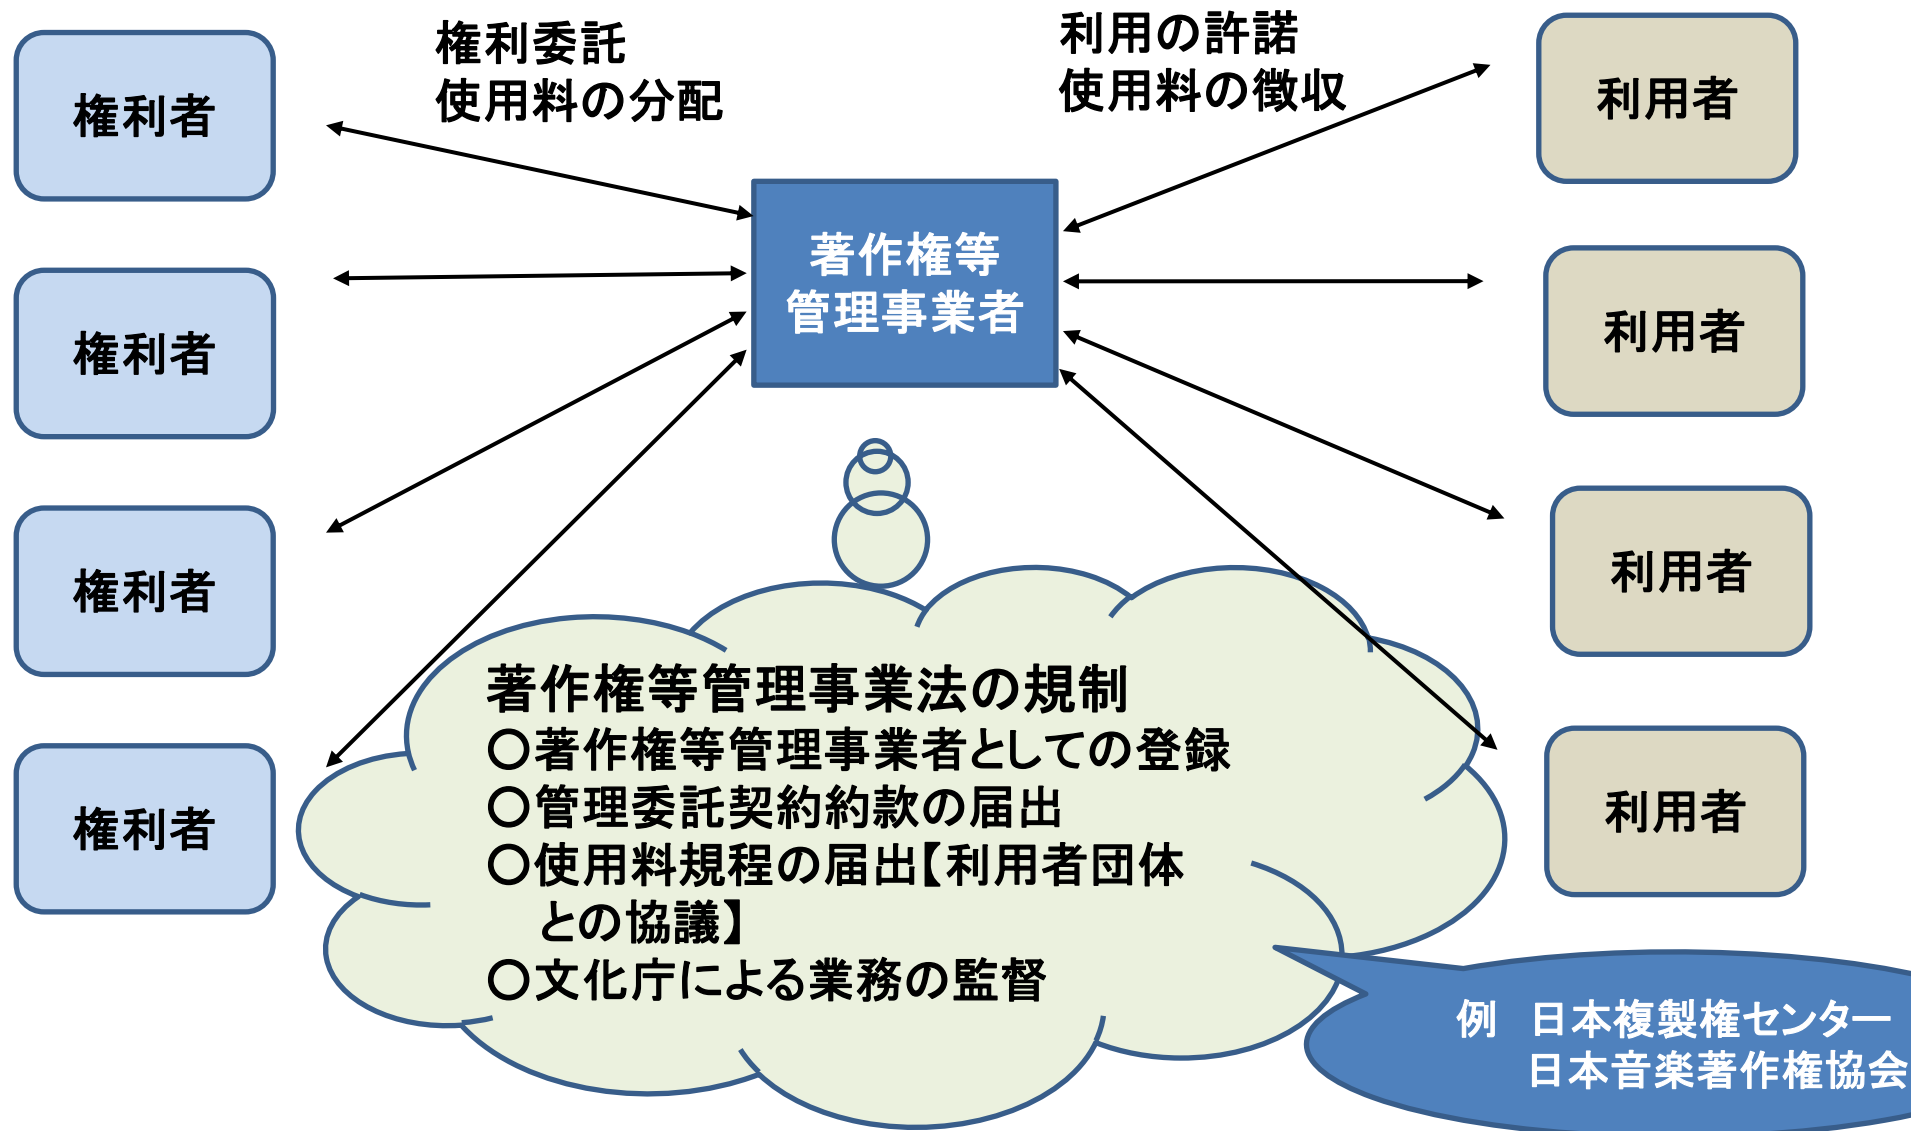 権利委託
使用料の分配
利用の許諾
使用料の徴収
権利者
権利者
権利者
権利者
著作権等
管理事業者
利用者
利用者
利用者
利用者
著作権等管理事業法の規制
〇著作権等管理事業者としての登録
〇管理委託契約約款の届出
〇使用料規程の届出【利用者団体
との協議】
〇文化庁による業務の監督
例　日本複製権センター
日本音楽著作権協会